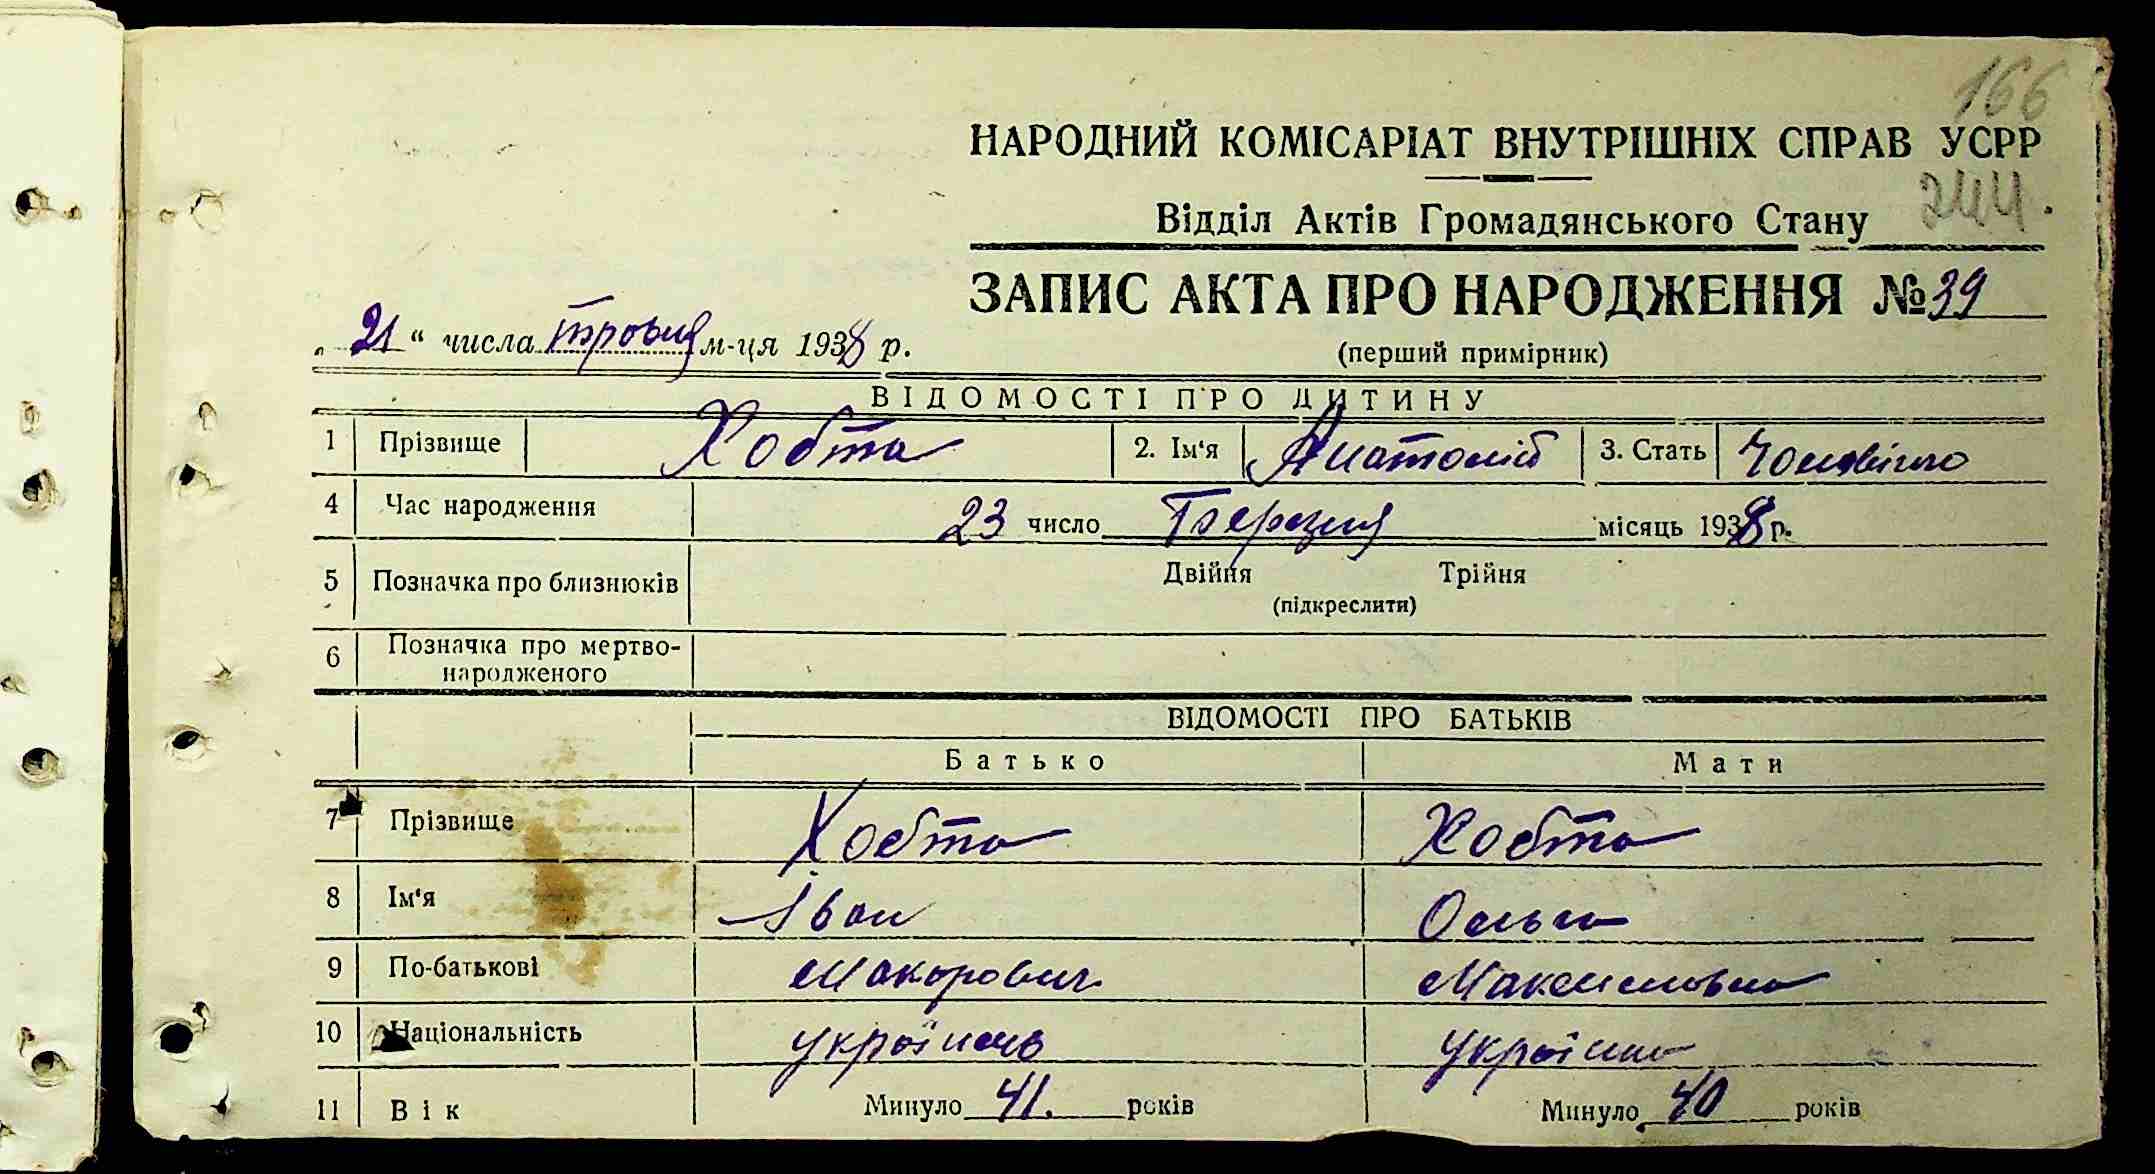 166
НАРОДНИЙ КОМІСАРІАТ ВНУТРІШНІХ СПРАВ УСРР
Відділ Актів Громадянського Стану 244.
ЗАПИС АКТА ПРО НАРОДЖЕННЯ № 39
„21“ числа травня м-ця 1938 р.
(перший примірник)
ВІДОМОСТІ ПРО ДИТИНУ
1 Прізвище Хобта 2. Ім‘я Анатолій 3. Стать
4 Час народження 23 число Березня місяць 1938 р.
5 Позначка про близнюків Двійня Трійня
(підкреслити)
6 Позначка про мертво-
народженого
ВІДОМОСТІ ПРО БАТЬКІВ
Батько Мати
7 Прізвище Хобта Хобта
8 Ім‘я Іван Ольга
9 По-батькові Макарович Максимовна
10 Національність українець українка
11 Вік Минуло 41. років Минуло 40 років